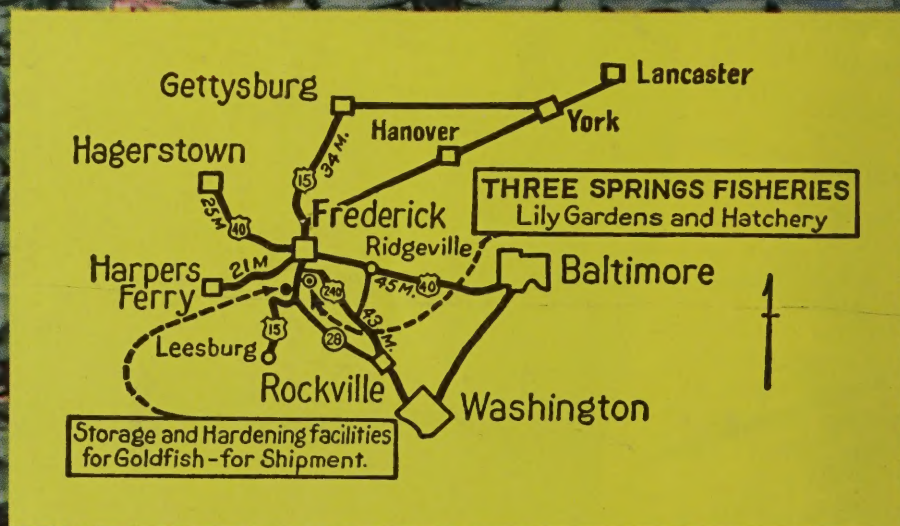 Lancaster
Gettysburg
York
Hanover
34 M.
Hagerstown
15
THREE SPRINGS FISHERIES
Lily Gardens and Hatchery
25 M
40
Frederick
Ridgeville
Harpers
Ferry
21 M
Baltimore
240
45 M.
40
43 M.
15
28
Leesburg
Rockville
Washington
Storage and Hardening facilities
for Goldfish-for Shipment.